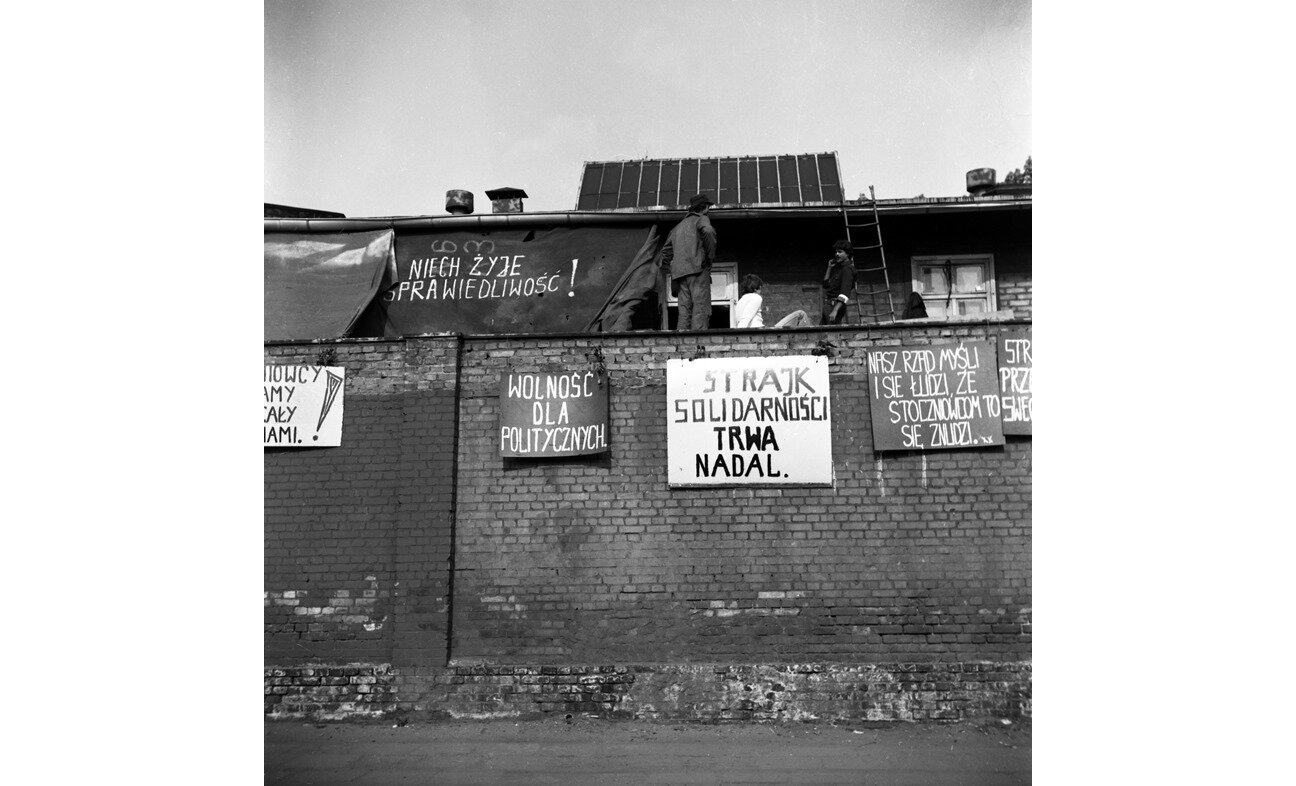 NIECH ŻYJE
SPRAWIEDLIWOŚĆ!
WOLNOŚĆ
DLA
POLITYCZNYCH.
STRAJK
SOLIDARNOŚCI
TRWA
NADAL.
NASZ RZĄD MYŚLI
I SIĘ ŁUDZI, ŻE
STOCZNIOWCOM TO
SIĘ ZNUDZI...